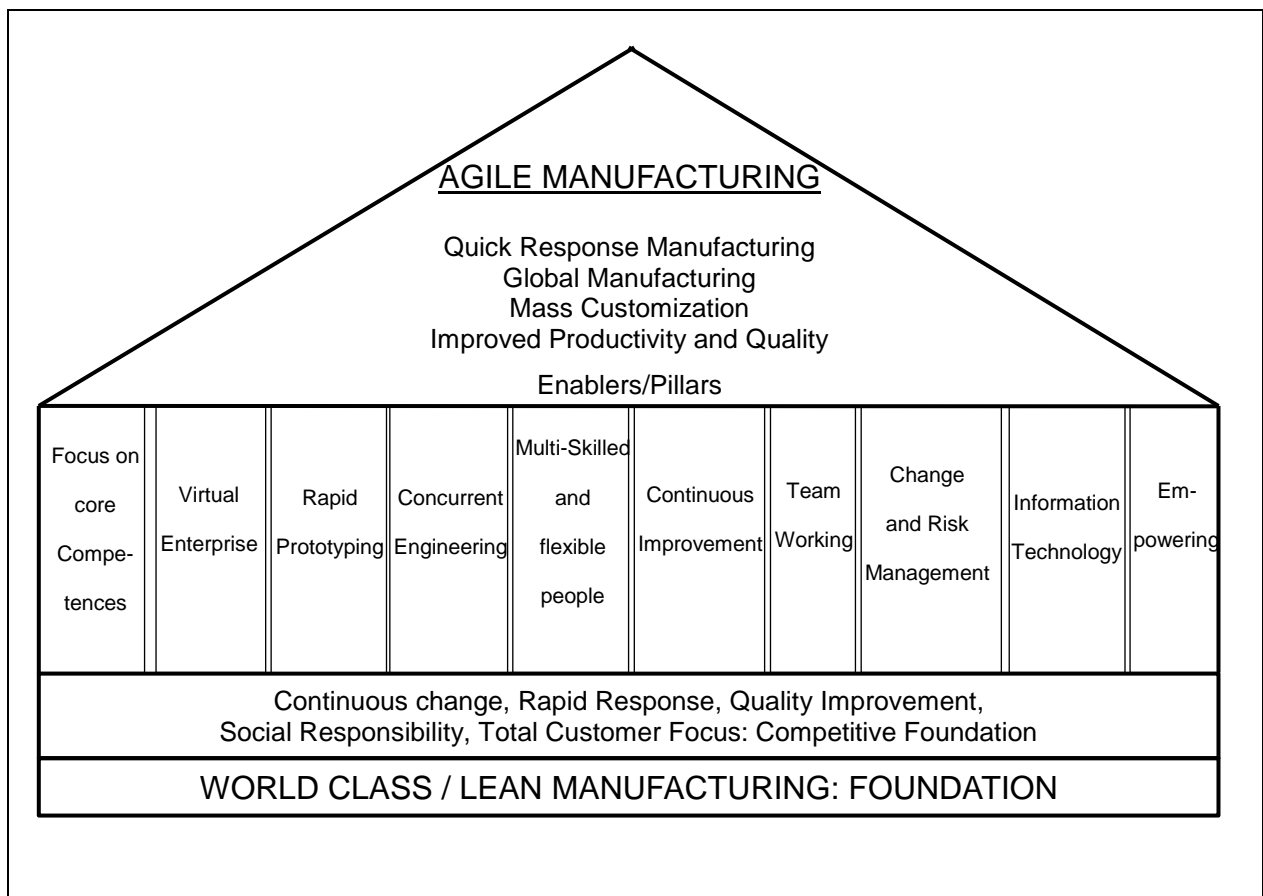 AGILE MANUFACTURING
Quick Response Manufacturing
Global Manufacturing
Mass Customization
Improved Productivity and Quality
Enablers/Pillars
Focus on
core
Compe-
tences
Virtual
Enterprise
Rapid
Prototyping
Concurrent
Engineering
Multi-Skilled
and
flexible
people
Continuous
Improvement
Team
Working
Change
and Risk
Management
Information
Technology
Em-
powering
Continuous change, Rapid Response, Quality Improvement,
Social Responsibility, Total Customer Focus: Competitive Foundation
WORLD CLASS / LEAN MANUFACTURING: FOUNDATION